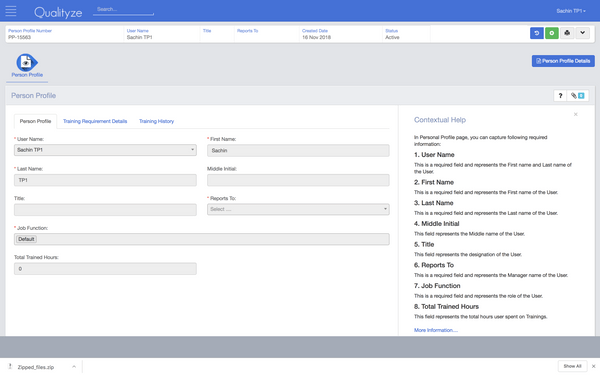 Qualityze
Search...
Sachin TP1
Person Profile Number
User Name
Title
Reports To
Created Date
Status
PP-15563
Sachin TP1
16 Nov 2018
Active
Person Profile
Person Profile Details
Person Profile
?
Person Profile
Training Requirement Details
Training History
* User Name:
Sachin TP1
* First Name:
Sachin
* Last Name:
TP1
Middle Initial:
Title:
* Reports To:
Select ....
* Job Function:
Default
Total Trained Hours:
0
Contextual Help
In Personal Profile page, you can capture following required
information:
1. User Name
This is a required field and represents the First name and Last name of
the User.
2. First Name
This is a required field and represents the First name of the User.
3. Last Name
This is a required field and represents the Last name of the User.
4. Middle Initial
This field represents the Middle name of the User.
5. Title
This field represents the designation of the User.
6. Reports To
This is a required field and represents the Manager name of the User.
7. Job Function
This is a required field and represents the role of the User.
8. Total Trained Hours
This field represents the total hours user spent on Trainings.
More Information...
Zipped_files.zip
Show All